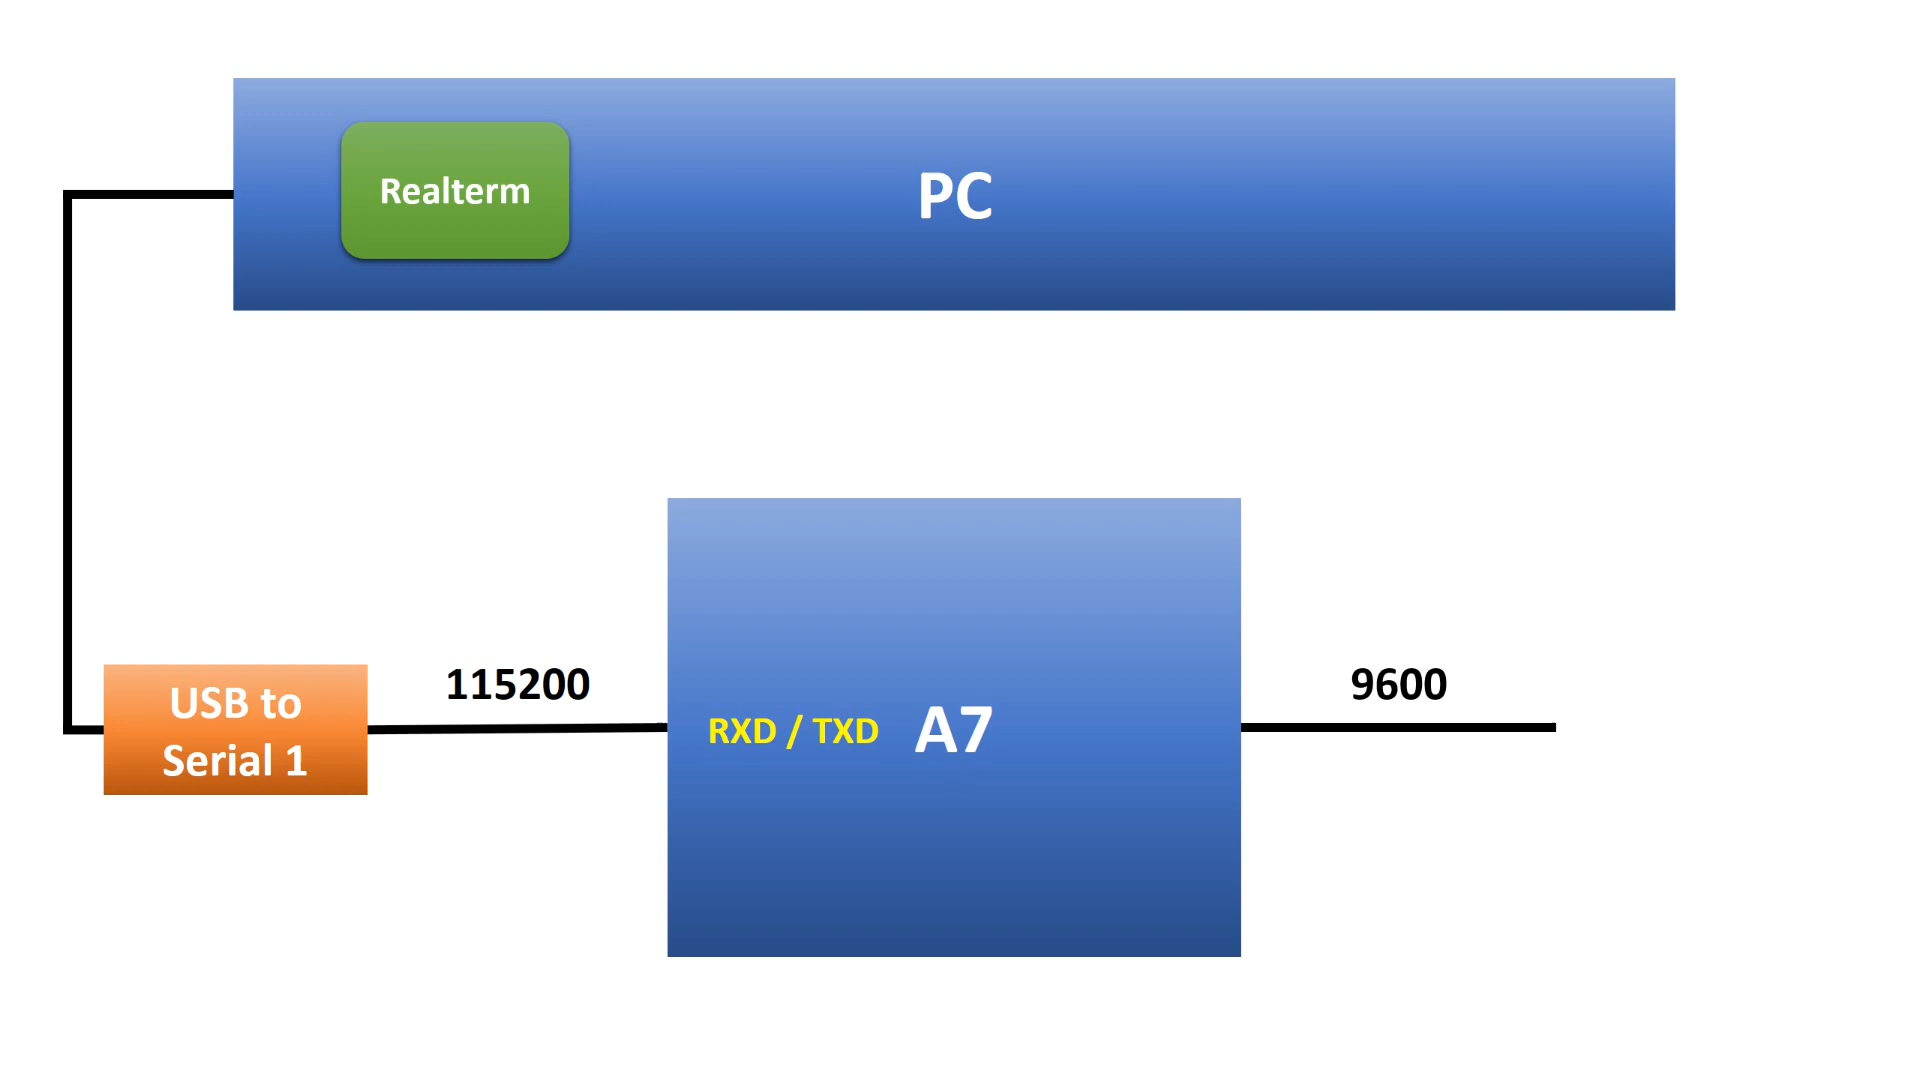 Realterm
PC
115200
9600
USB to
Serial 1
RXD / TXD
A7